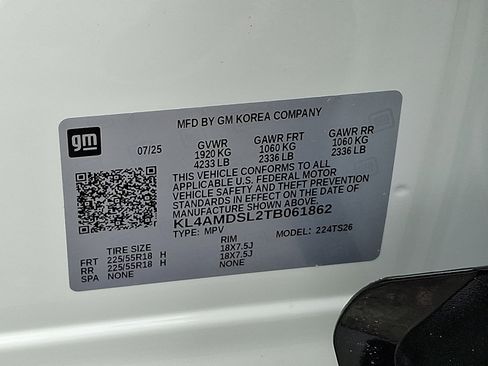 MFD BY GM KOREA COMPANY
gm
07/25
GVWR GAWR FRT GAWR RR
1920 KG 1060 KG 1060 KG
4233 LB 2336 LB 2336 LB
THIS VEHICLE CONFORMS TO ALL
APPLICABLE U.S. FEDERAL MOTOR
VEHICLE SAFETY AND THEFT PREVENTION
STANDARDS IN EFFECT ON THE DATE OF
MANUFACTURE SHOWN ABOVE.
KL4AMDSL2TB061862
TYPE: MPV MODEL: 224TS26
TIRE SIZE RIM
FRT 225/55R18 H 18X7.5J
RR 225/55R18 H 18X7.5J
SPA NONE NONE